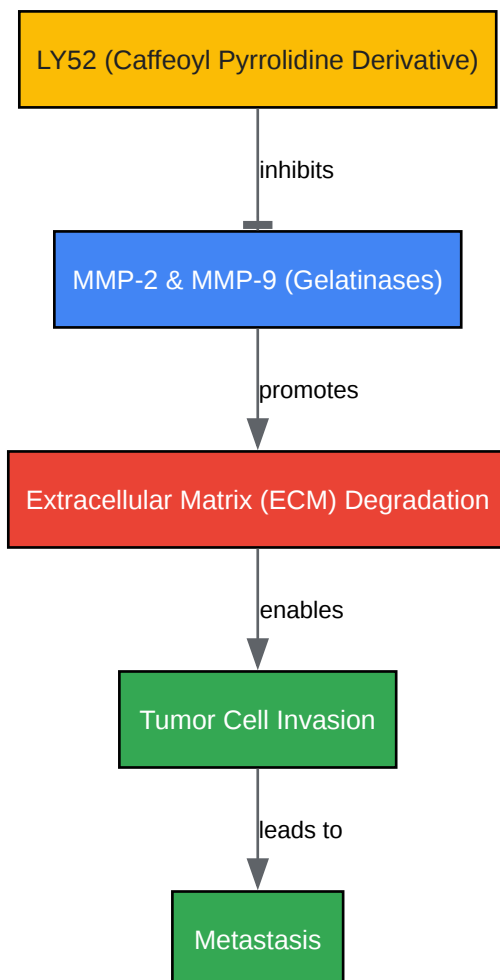 LY52 (Caffeoyl Pyrrolidine Derivative)
inhibits
MMP-2 & MMP-9 (Gelatinases)
promotes
Extracellular Matrix (ECM) Degradation
enables
Tumor Cell Invasion
leads to
Metastasis